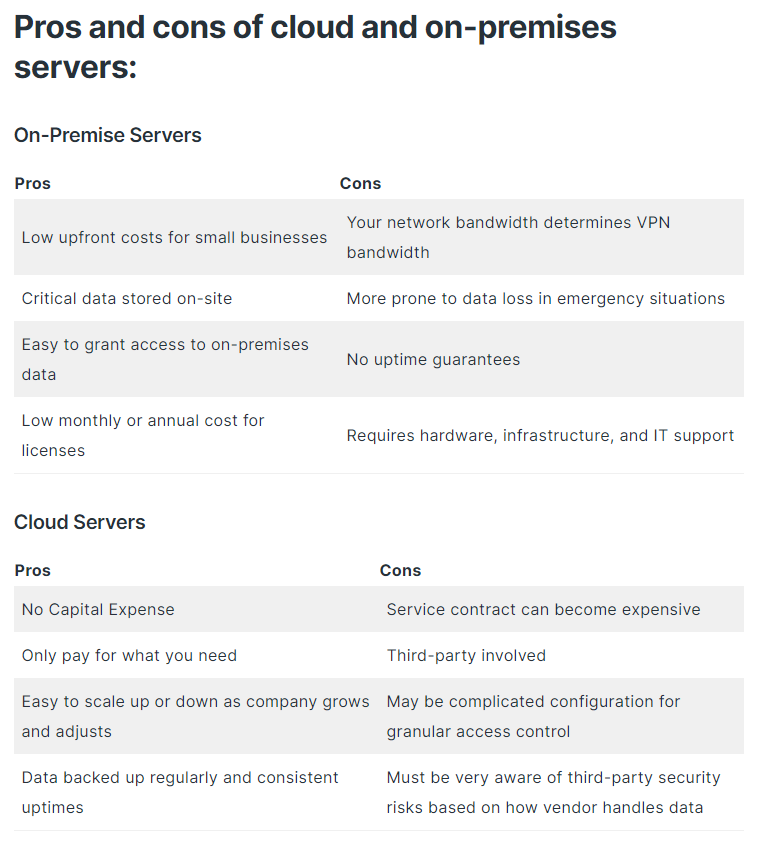 Pros and cons of cloud and on-premises
servers:
On-Premise Servers
Pros
Cons
Low upfront costs for small businesses
Your network bandwidth determines VPN
bandwidth
Critical data stored on-site
More prone to data loss in emergency situations
Easy to grant access to on-premises
data
No uptime guarantees
Low monthly or annual cost for
licenses
Requires hardware, infrastructure, and IT support
Cloud Servers
Pros
Cons
No Capital Expense
Service contract can become expensive
Only pay for what you need
Third-party involved
Easy to scale up or down as company grows
and adjusts
May be complicated configuration for
granular access control
Data backed up regularly and consistent
uptimes
Must be very aware of third-party security
risks based on how vendor handles data